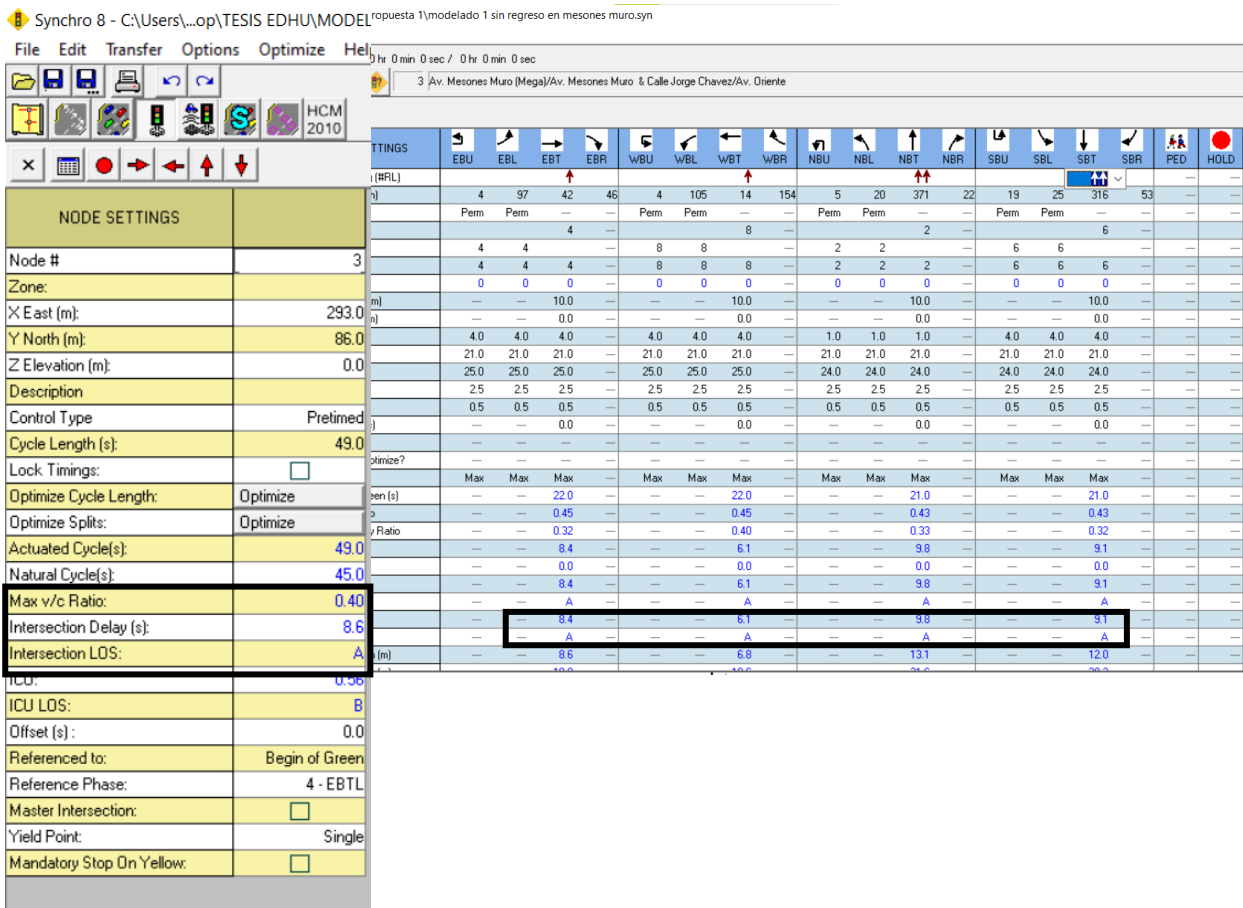 Synchro 8 - C:\Users\...op\TESIS EDHU\MODEL
ropuesta 1\modelado 1 sin regreso en mesones muro.syn
File Edit Transfer Options Optimize Hel
0 hr 0 min 0 sec / 0 hr 0 min 0 sec
3 Av. Mesones Muro (Mega)/Av. Mesones Muro & Calle Jorge Chavez/Av. Oriente
HCM
2010
NODE SETTINGS
Node # 3
Zone:
X East (m): 293.0
Y North (m): 86.0
Z Elevation (m): 0.0
Description
Control Type Pretimed
Cycle Length (s): 49.0
Lock Timings:
Optimize Cycle Length: Optimize
Optimize Splits: Optimize
Actuated Cycle(s): 49.0
Natural Cycle(s): 45.0
Max v/c Ratio: 0.40
Intersection Delay (s): 8.6
Intersection LOS: A
ICU: 0.56
ICU LOS: B
Offset (s) : 0.0
Referenced to: Begin of Green
Reference Phase: 4 - EBTL
Master Intersection:
Yield Point: Single
Mandatory Stop On Yellow:
TTINGS EBU EBL EBT EBR WBU WBL WBT WBR NBU NBL NBT NBR SBU SBL SBT SBR PED HOLD
(#RL) — —
4 97 42 46 4 105 14 154 5 20 371 22 19 25 316 53 — —
Perm Perm — — Perm Perm — — Perm Perm — — Perm Perm — — — —
4 — 8 — 2 — 6 — — —
4 4 — 8 8 — 2 2 — 6 6 — — —
4 4 4 — 8 8 8 — 2 2 2 — 6 6 6 — — —
0 0 0 — 0 0 0 — 0 0 0 — 0 0 0 — — —
m) — — 10.0 — — — 10.0 — — — 10.0 — — — 10.0 — — —
) — — 0.0 — — — 0.0 — — — 0.0 — — — 0.0 — — —
4.0 4.0 4.0 — 4.0 4.0 4.0 — 1.0 1.0 1.0 — 4.0 4.0 4.0 — — —
21.0 21.0 21.0 — 21.0 21.0 21.0 — 21.0 21.0 21.0 — 21.0 21.0 21.0 — — —
25.0 25.0 25.0 — 25.0 25.0 25.0 — 24.0 24.0 24.0 — 24.0 24.0 24.0 — — —
2.5 2.5 2.5 — 2.5 2.5 2.5 — 2.5 2.5 2.5 — 2.5 2.5 2.5 — — —
0.5 0.5 0.5 — 0.5 0.5 0.5 — 0.5 0.5 0.5 — 0.5 0.5 0.5 — — —
) — — 0.0 — — — 0.0 — — — 0.0 — — — 0.0 — — —
— — — — — — — — — — — — — — — — — —
ptimize? — — — — — — — — — — — — — — — — — —
Max Max Max — Max Max Max — Max Max Max — Max Max Max — — —
een (s) — — 22.0 — — — 22.0 — — — 21.0 — — — 21.0 — — —
— — 0.45 — — — 0.45 — — — 0.43 — — — 0.43 — — —
y Ratio — — 0.32 — — — 0.40 — — — 0.33 — — — 0.32 — — —
— — 8.4 — — — 6.1 — — — 9.8 — — — 9.1 — — —
— — 0.0 — — — 0.0 — — — 0.0 — — — 0.0 — — —
— — 8.4 — — — 6.1 — — — 9.8 — — — 9.1 — — —
— — A — — — A — — — A — — — A — — —
— — 8.4 — — — 6.1 — — — 9.8 — — — 9.1 — — —
— — A — — — A — — — A — — — A — — —
(m) — — 8.6 — — — 6.8 — — — 13.1 — — — 12.0 — — —